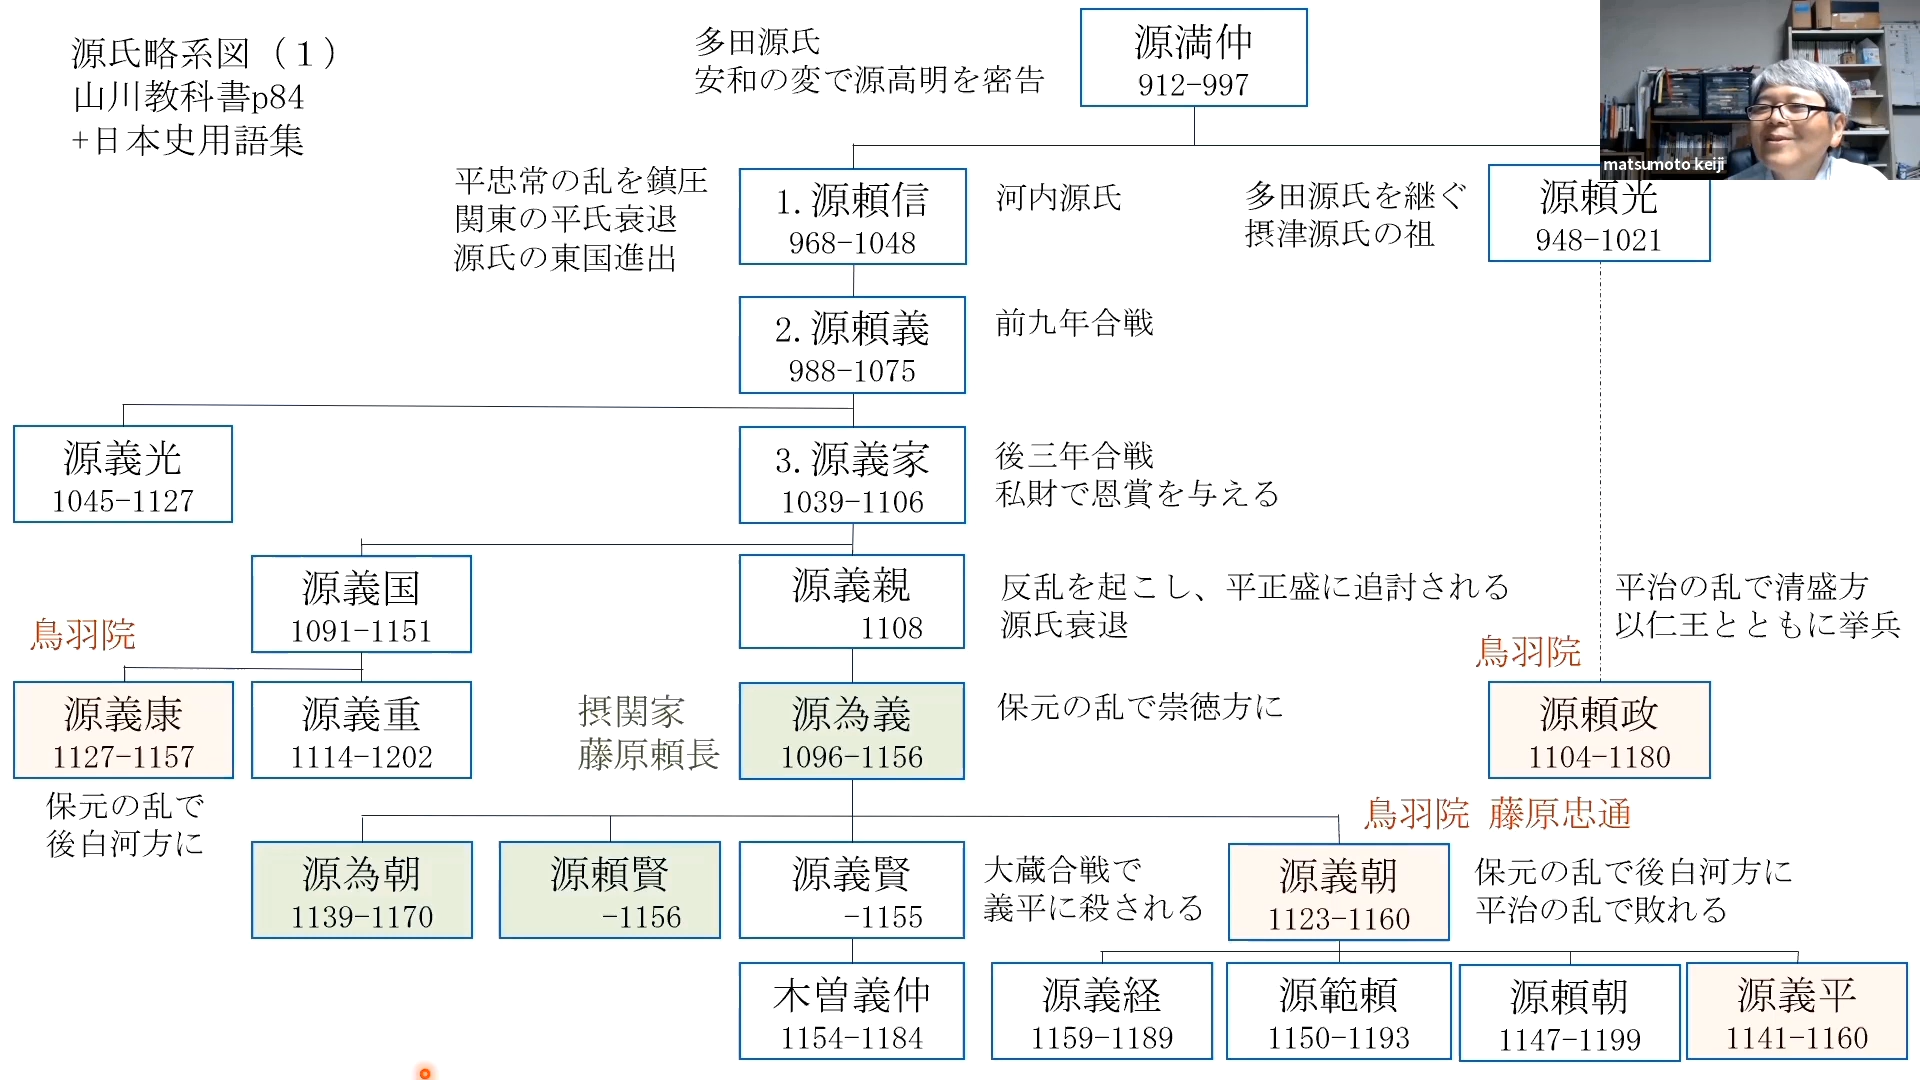 源氏略系図（１）
山川教科書p84
+日本史用語集
多田源氏
安和の変で源高明を密告
源満仲
912-997
matsumoto keiji
平忠常の乱を鎮圧
関東の平氏衰退
源氏の東国進出
1.源頼信
968-1048
河内源氏
多田源氏を継ぐ
摂津源氏の祖
源頼光
948-1021
2.源頼義
988-1075
前九年合戦
源義光
1045-1127
3.源義家
1039-1106
後三年合戦
私財で恩賞を与える
源義国
1091-1151
源義親
1108
反乱を起こし、平正盛に追討される
源氏衰退
平治の乱で清盛方
以仁王とともに挙兵
鳥羽院
鳥羽院
源義康
1127-1157
源義重
1114-1202
摂関家
藤原頼長
源為義
1096-1156
保元の乱で崇徳方に
源頼政
1104-1180
保元の乱で
後白河方に
鳥羽院 藤原忠通
源為朝
1139-1170
源頼賢
-1156
源義賢
-1155
大蔵合戦で
義平に殺される
源義朝
1123-1160
保元の乱で後白河方に
平治の乱で敗れる
木曽義仲
1154-1184
源義経
1159-1189
源範頼
1150-1193
源頼朝
1147-1199
源義平
1141-1160